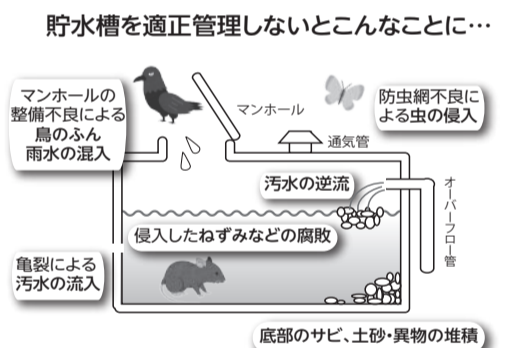 貯水槽を適正管理しないとこんなことに…
マンホールの
整備不良による
鳥のふん
雨水の混入
マンホール
防虫網不良に
よる虫の侵入
通気管
汚水の逆流
オーバーフロー管
侵入したねずみなどの腐敗
亀裂による
汚水の流入
底部のサビ、土砂・異物の堆積